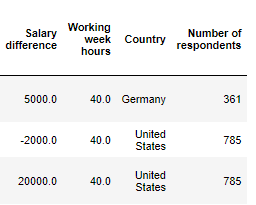 Salary difference Working week hours Country Number of respondents
5000.0 40.0 Germany 361
-2000.0 40.0 United States 785
20000.0 40.0 United States 785